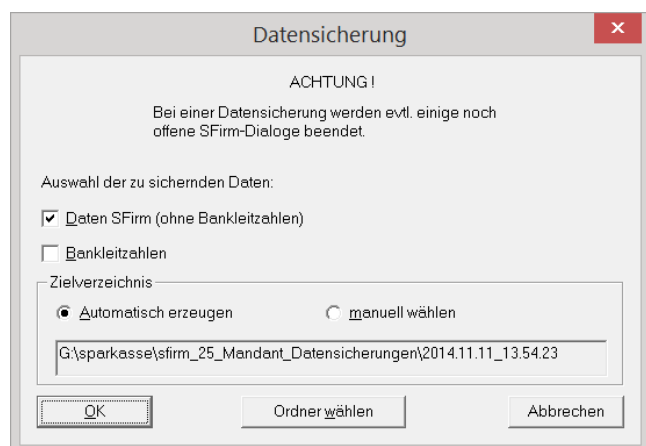 Datensicherung
ACHTUNG !
Bei einer Datensicherung werden evtl. einige noch
offene SFirm-Dialoge beendet.
Auswahl der zu sichernden Daten:
Daten SFirm (ohne Bankleitzahlen)
Bankleitzahlen
Zielverzeichnis
Automatisch erzeugen
manuell wählen
G:\sparkasse\sfirm_25_Mandant_Datensicherungen\2014.11.11_13.54.23
OK
Ordner wählen
Abbrechen